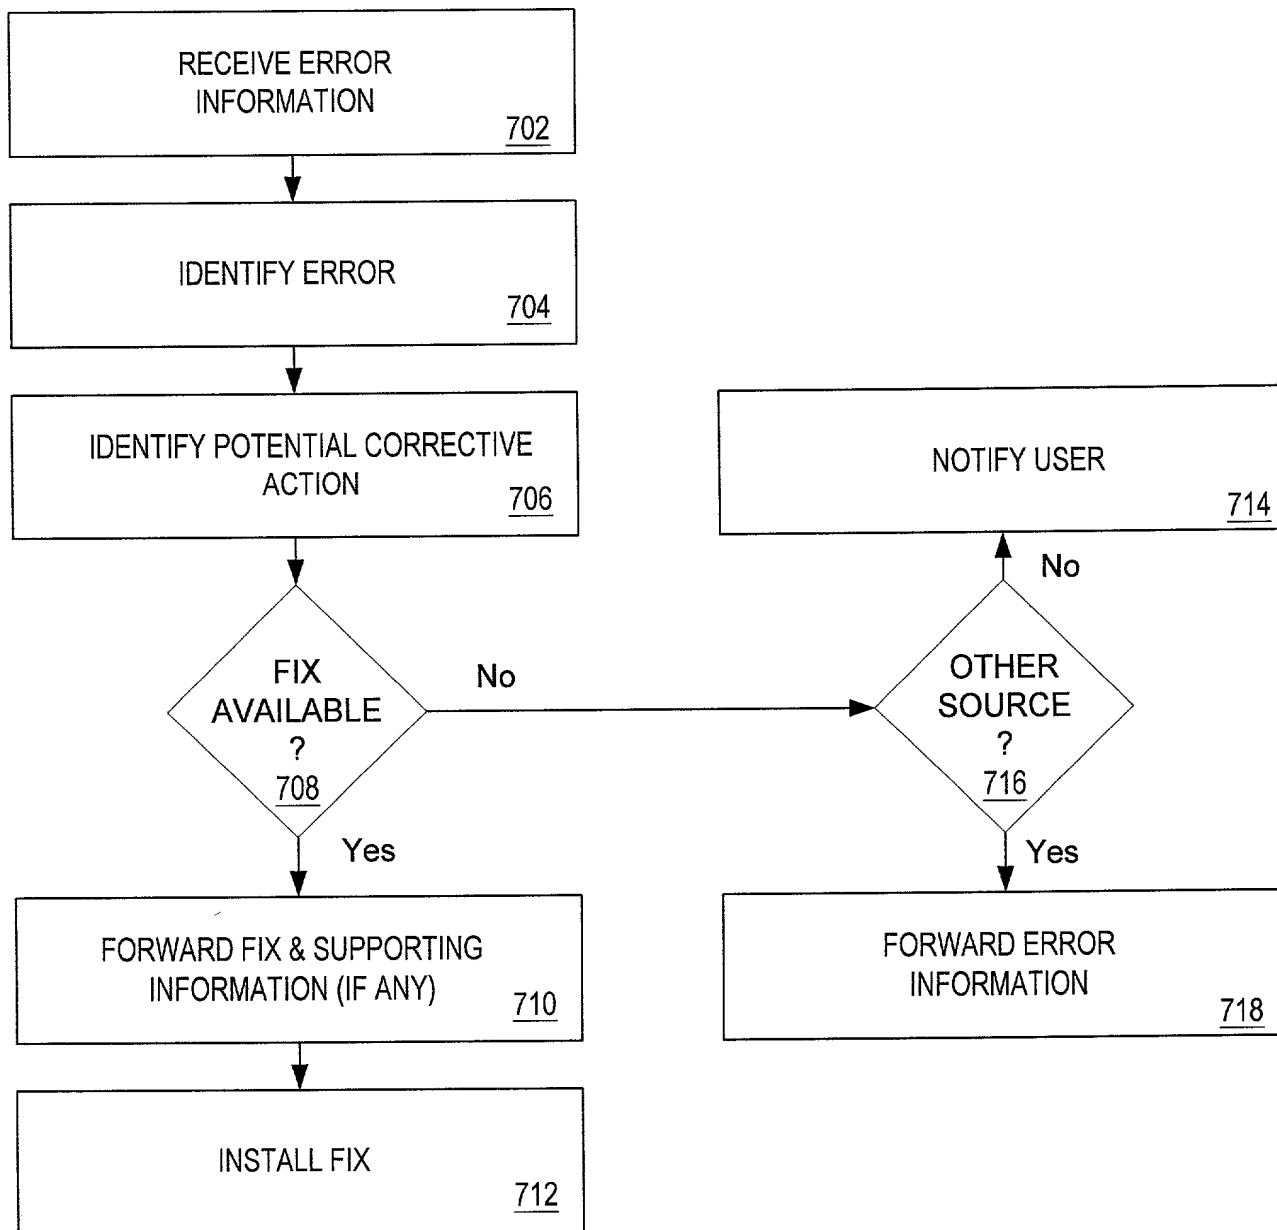 RECEIVE ERROR
INFORMATION
702
IDENTIFY ERROR
704
IDENTIFY POTENTIAL CORRECTIVE
ACTION
706
FIX
AVAILABLE
?
708
No
Yes
FORWARD FIX & SUPPORTING
INFORMATION (IF ANY)
710
INSTALL FIX
712
NOTIFY USER
714
No
OTHER
SOURCE
?
716
Yes
FORWARD ERROR
INFORMATION
718